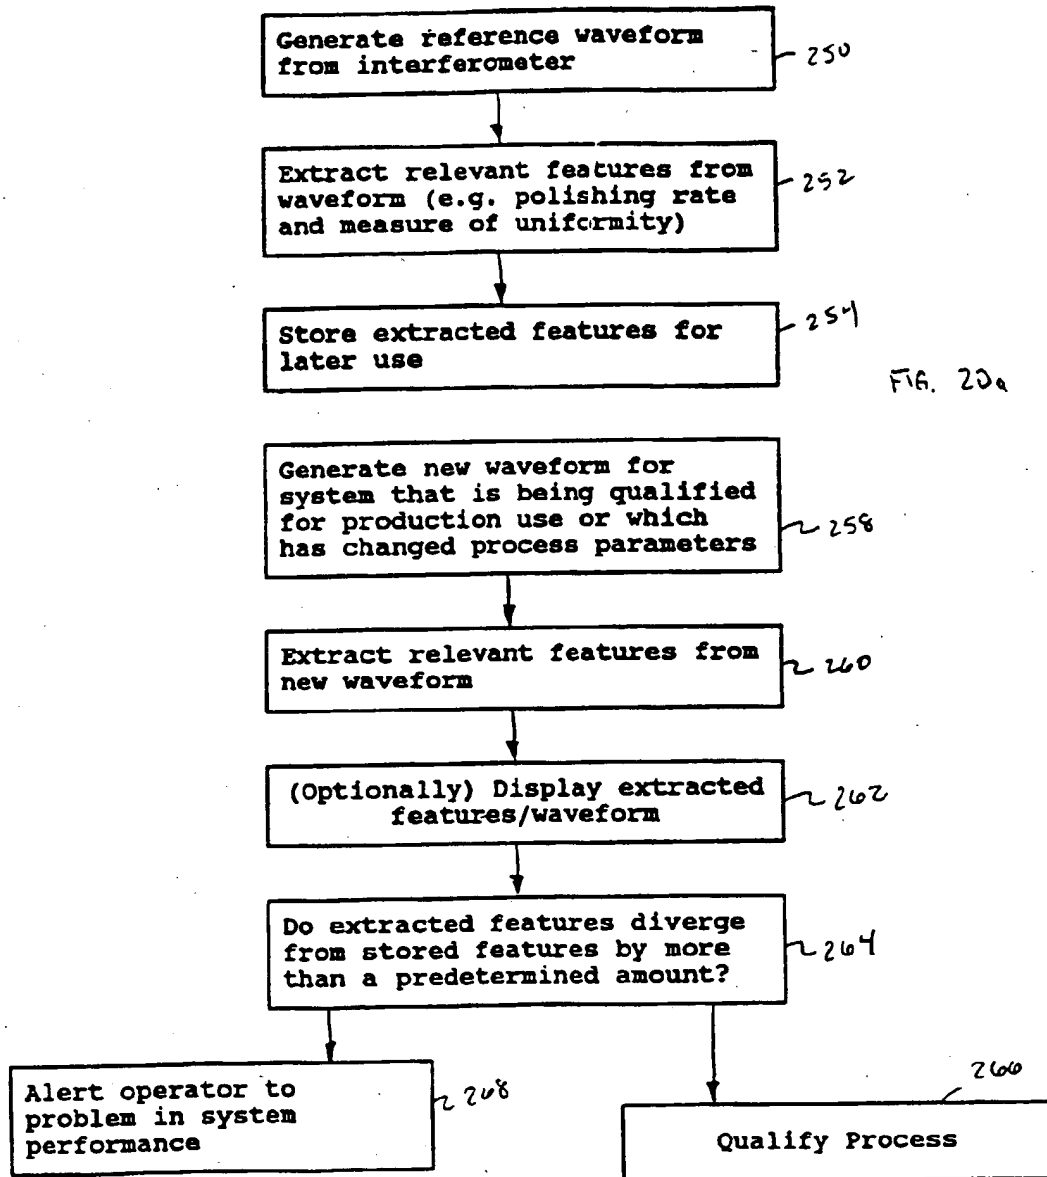 Generate reference waveform
from interferometer
250
Extract relevant features from
waveform (e.g. polishing rate
and measure of uniformity)
252
Store extracted features for
later use
254
FIG. 20a
Generate new waveform for
system that is being qualified
for production use or which
has changed process parameters
258
Extract relevant features from
new waveform
260
(Optionally) Display extracted
features/waveform
262
Do extracted features diverge
from stored features by more
than a predetermined amount?
264
Alert operator to
problem in system
performance
268
266
Qualify Process